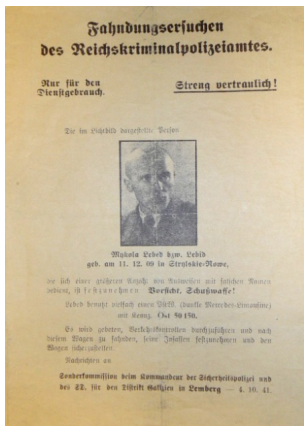 Fahndungsersuchen
des Reichskriminalpolizeiamtes.
Nur für den
Dienstgebrauch.
Streng vertraulich!
Die im Lichtbild dargestellte Person
Mykola Lebed bzw. Lebid
geb. am 11. 12. 09 in Strylskie-Nowe,
die sich einer größeren Anzahl von Ausweisen mit falschen Namen
bedient, ist festzunehmen Vorsicht, Schußwaffe!
Lebed benutzt vielfach einen PKW. (dunkle Mercedes-Limousine)
mit Kennz. Ost 50 150.
Es wird gebeten, Verkehrskontrollen durchzuführen und nach
diesem Wagen zu fahnden, seine Insassen festzunehmen und den
Wagen sicherzustellen.
Nachrichten an
Sonderkommission beim Kommandeur der Sicherheitspolizei und
des SD. für den Distrikt Galizien in Lemberg — 4. 10. 41.